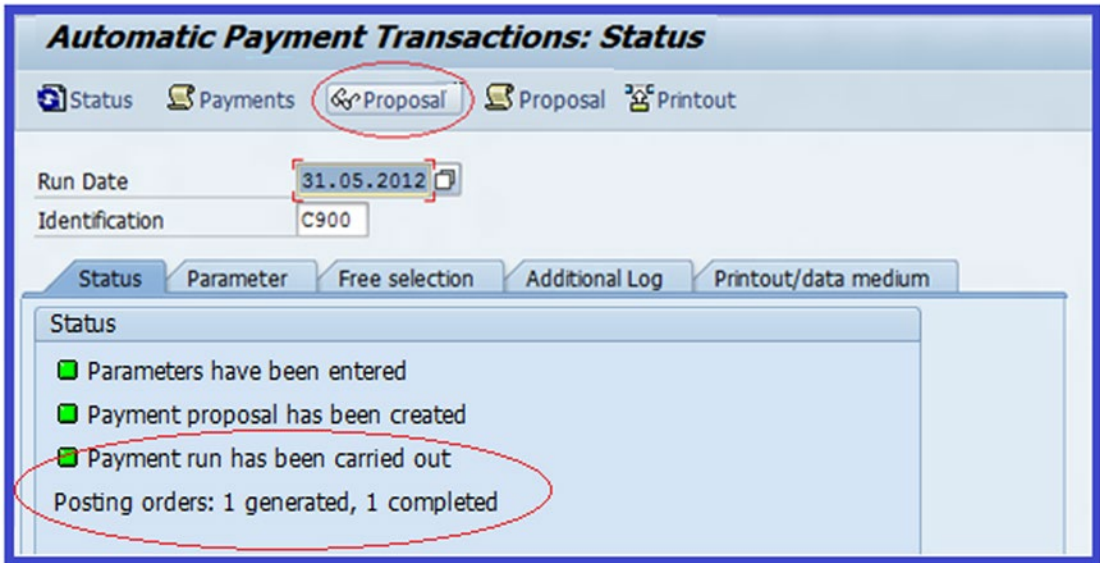 Automatic Payment Transactions: Status
Status Payments Proposal Proposal Printout
Run Date 31.05.2012
Identification C900
Status Parameter Free selection Additional Log Printout/data medium
Status
Parameters have been entered
Payment proposal has been created
Payment run has been carried out
Posting orders: 1 generated, 1 completed